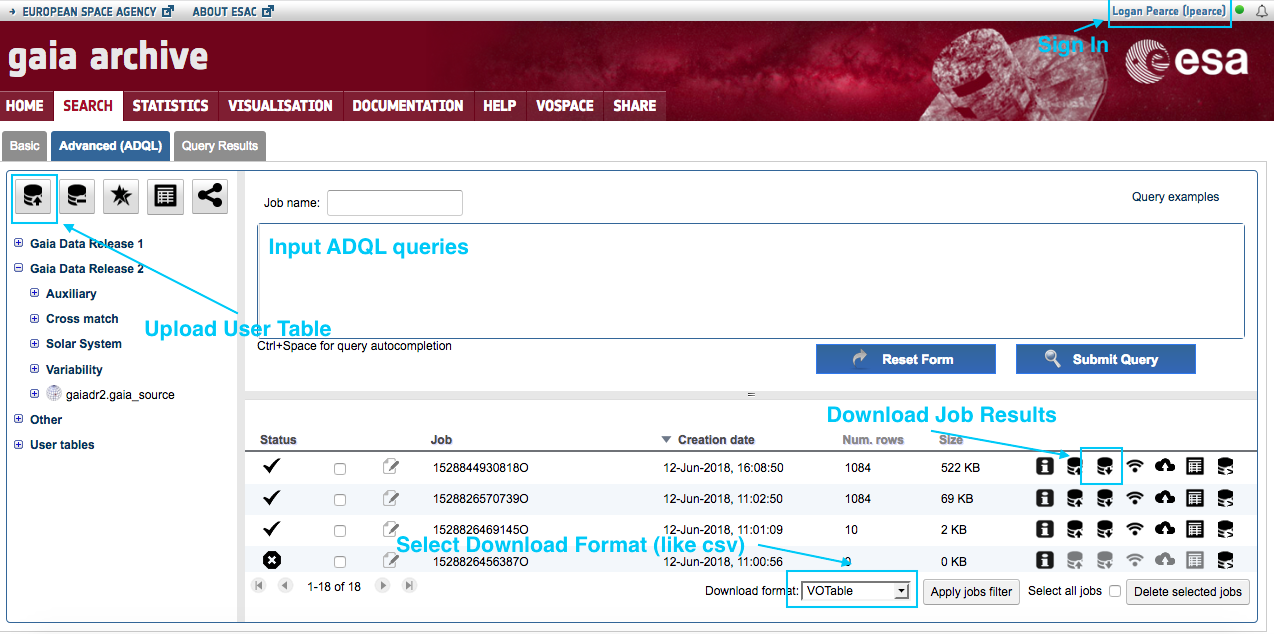 EUROPEAN SPACE AGENCY ABOUT ESAC Logan Pearce (lpearce)
Sign In
gaia archive
esa
HOME SEARCH STATISTICS VISUALISATION DOCUMENTATION HELP VOSPACE SHARE
Basic Advanced (ADQL) Query Results
Job name: Query examples
Gaia Data Release 1
Gaia Data Release 2
Auxiliary
Cross match
Solar System
Variability
gaiadr2.gaia_source
Other
User tables
Upload User Table
Input ADQL queries
Ctrl+Space for query autocompletion
Reset Form Submit Query
Download Job Results
Status Job Creation date Num. rows Size
1528844930818O 12-Jun-2018, 16:08:50 1084 522 KB
1528826570739O 12-Jun-2018, 11:02:50 1084 69 KB
1528826469145O 12-Jun-2018, 11:01:09 10 2 KB
Select Download Format (like csv)
1528826456387O 12-Jun-2018, 11:00:56 0 0 KB
1-18 of 18 Download format: VOTable Apply jobs filter Select all jobs Delete selected jobs